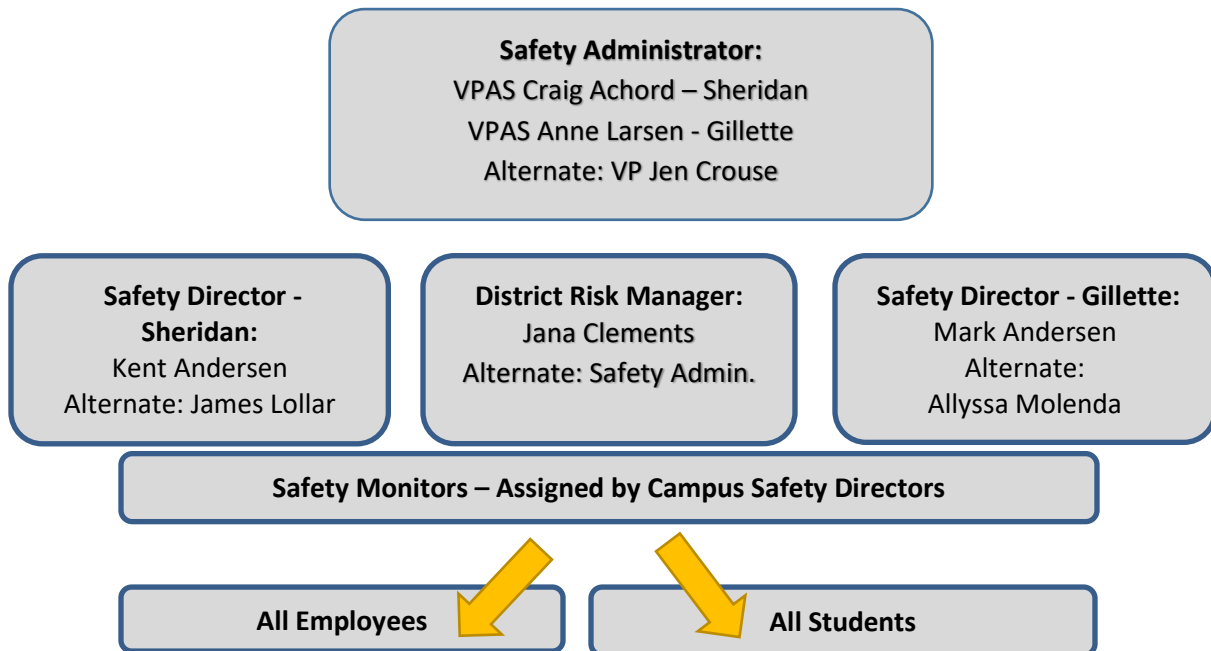 Safety Administrator:
VPAS Craig Achord – Sheridan
VPAS Anne Larsen - Gillette
Alternate: VP Jen Crouse
Safety Director -
Sheridan:
Kent Andersen
Alternate: James Lollar
District Risk Manager:
Jana Clements
Alternate: Safety Admin.
Safety Director - Gillette:
Mark Andersen
Alternate:
Allyssa Molenda
Safety Monitors – Assigned by Campus Safety Directors
All Employees
All Students